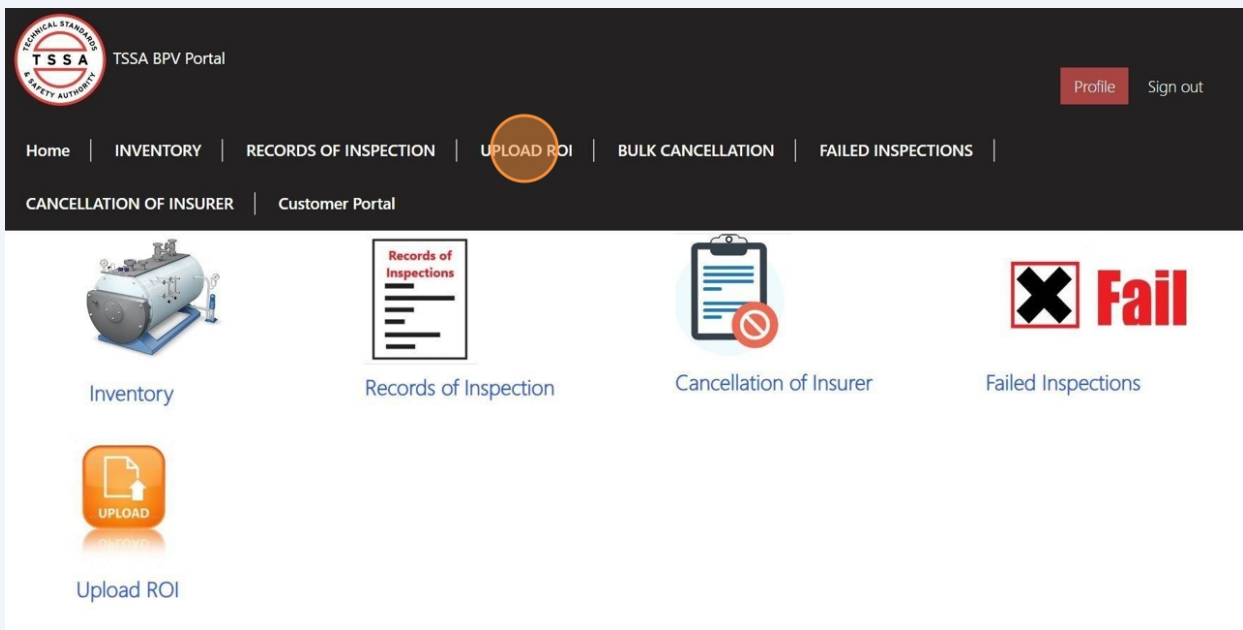 TECHNICAL STANDARDS
TSSA
& SAFETY AUTHORITY
TSSA BPV Portal
Profile Sign out
Home INVENTORY RECORDS OF INSPECTION UPLOAD ROI BULK CANCELLATION FAILED INSPECTIONS
CANCELLATION OF INSURER Customer Portal
Records of
Inspections
Fail
Inventory Records of Inspection Cancellation of Insurer Failed Inspections
UPLOAD
Upload ROI